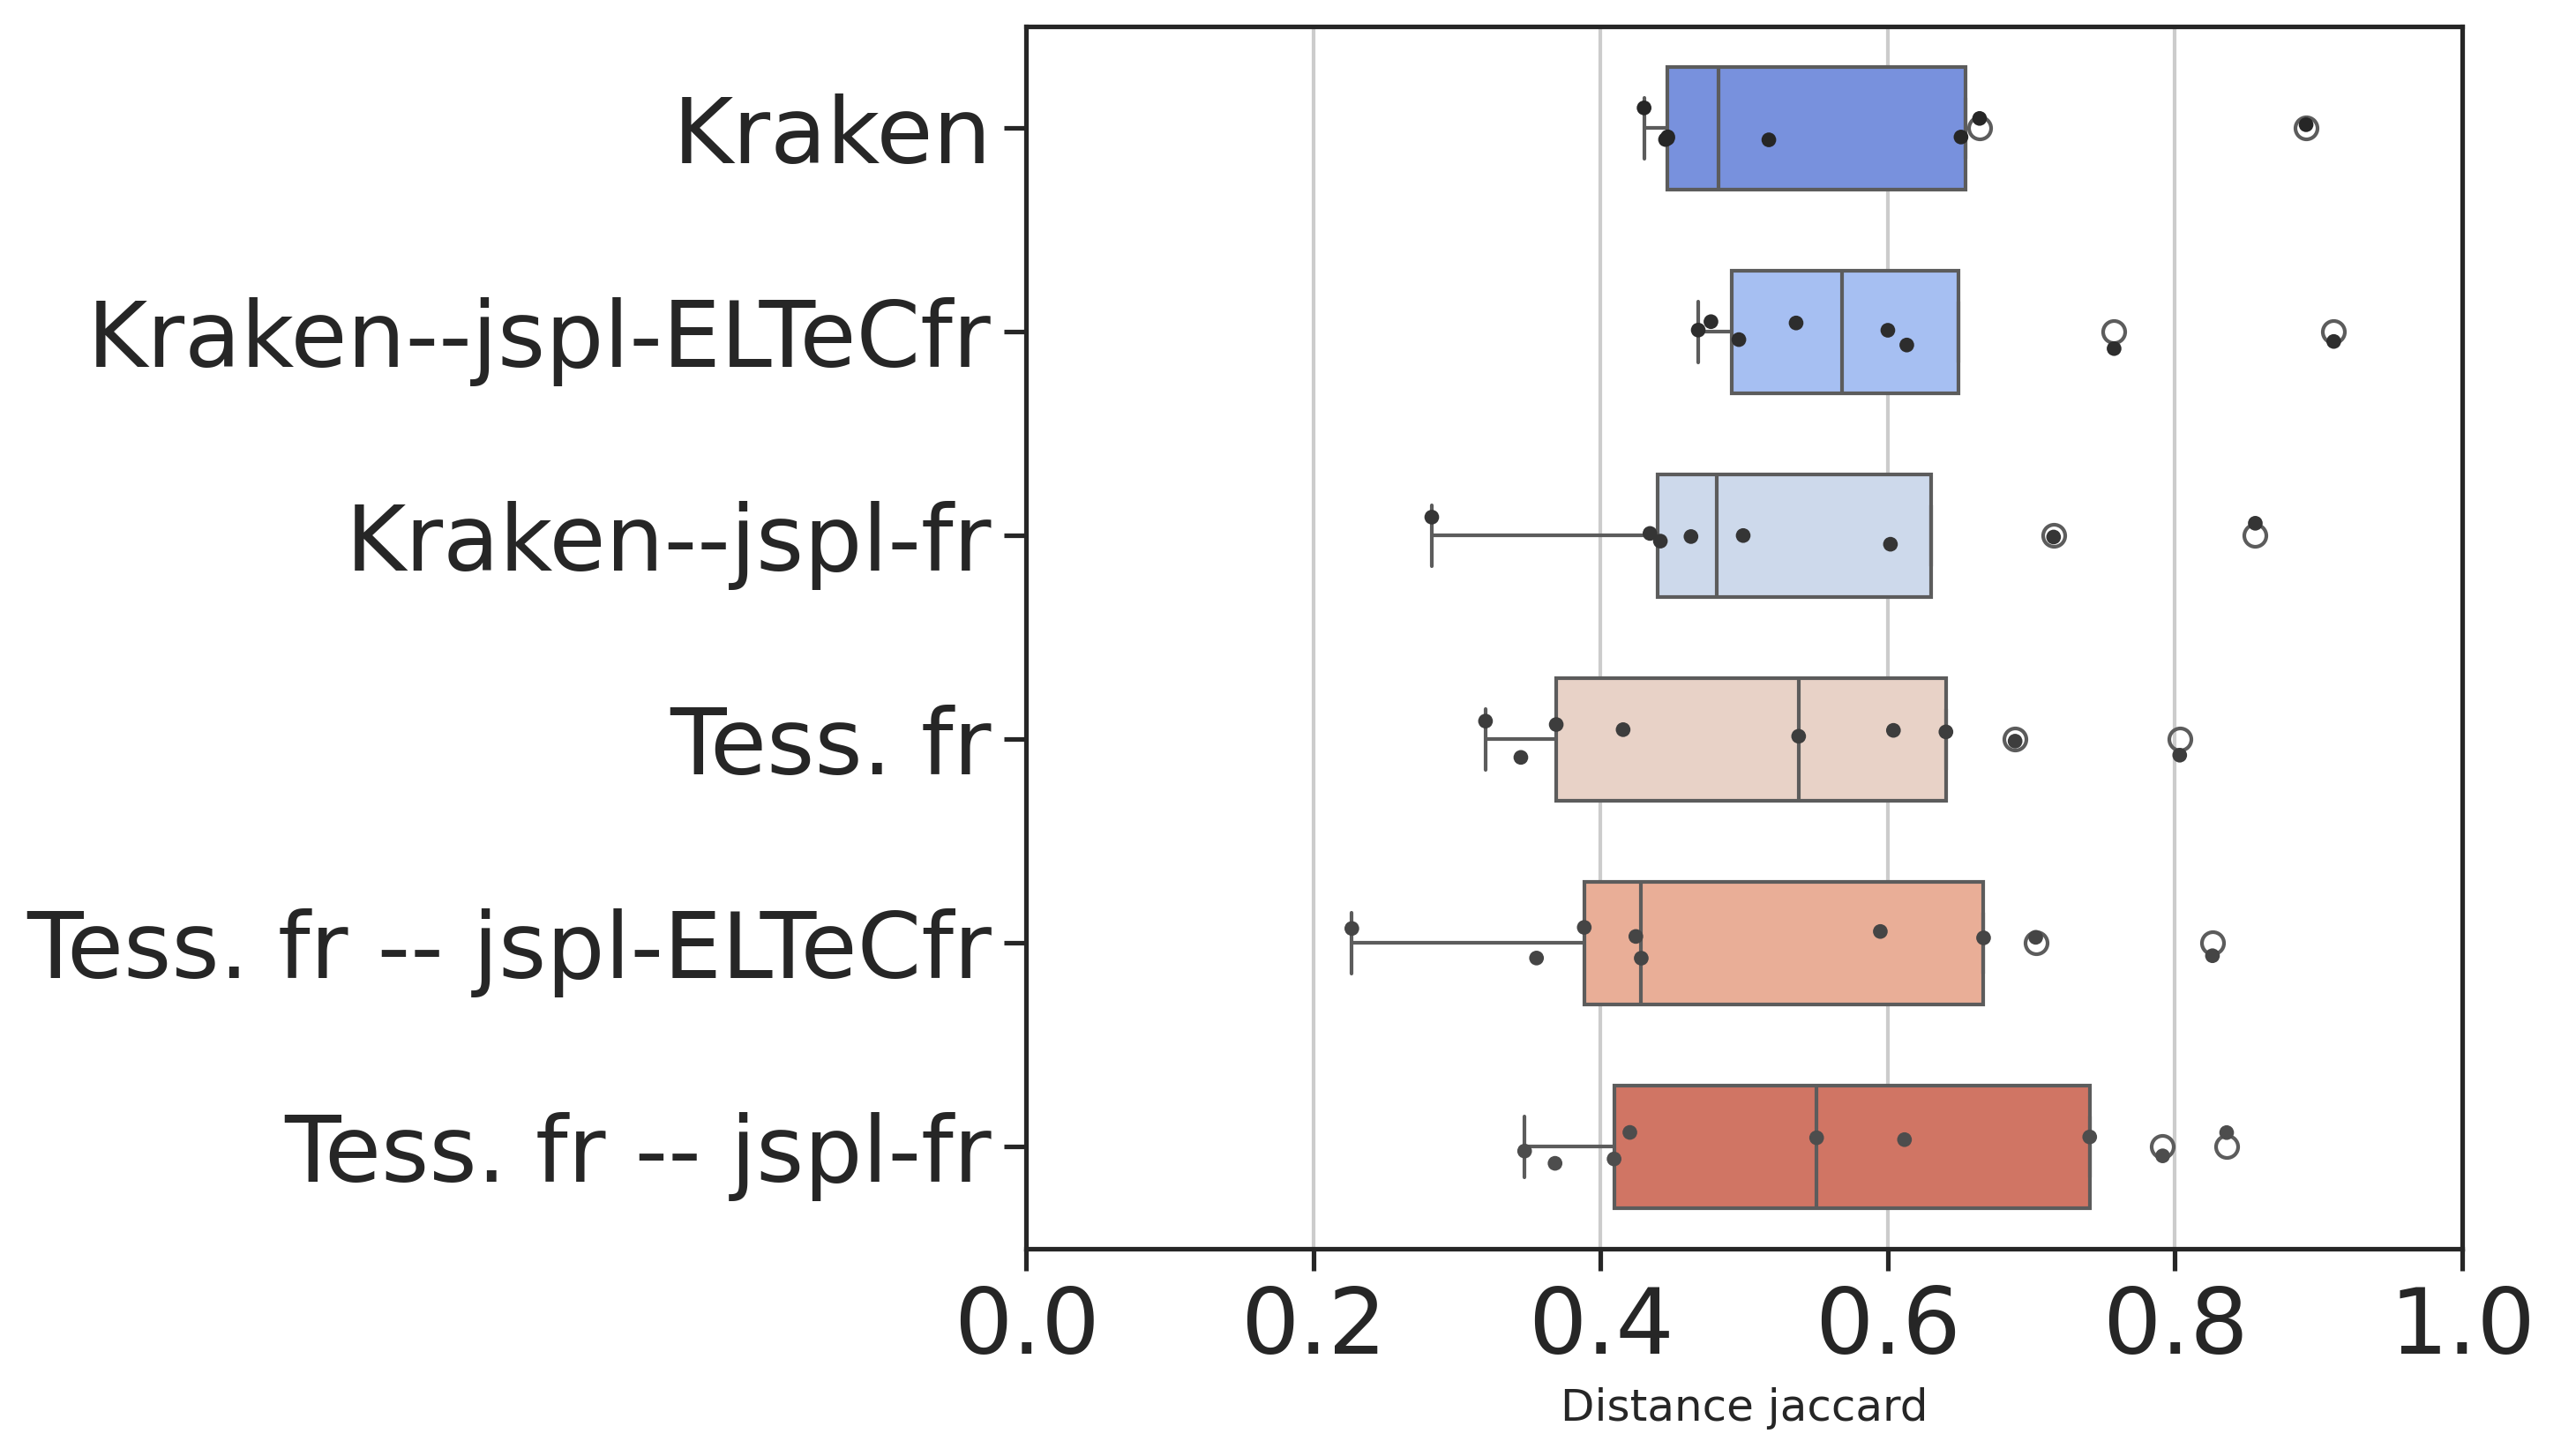 Kraken
Kraken--jspl-ELTeCfr
Kraken--jspl-fr
Tess. fr
Tess. fr -- jspl-ELTeCfr
Tess. fr -- jspl-fr
0.0 0.2 0.4 0.6 0.8 1.0
Distance jaccard